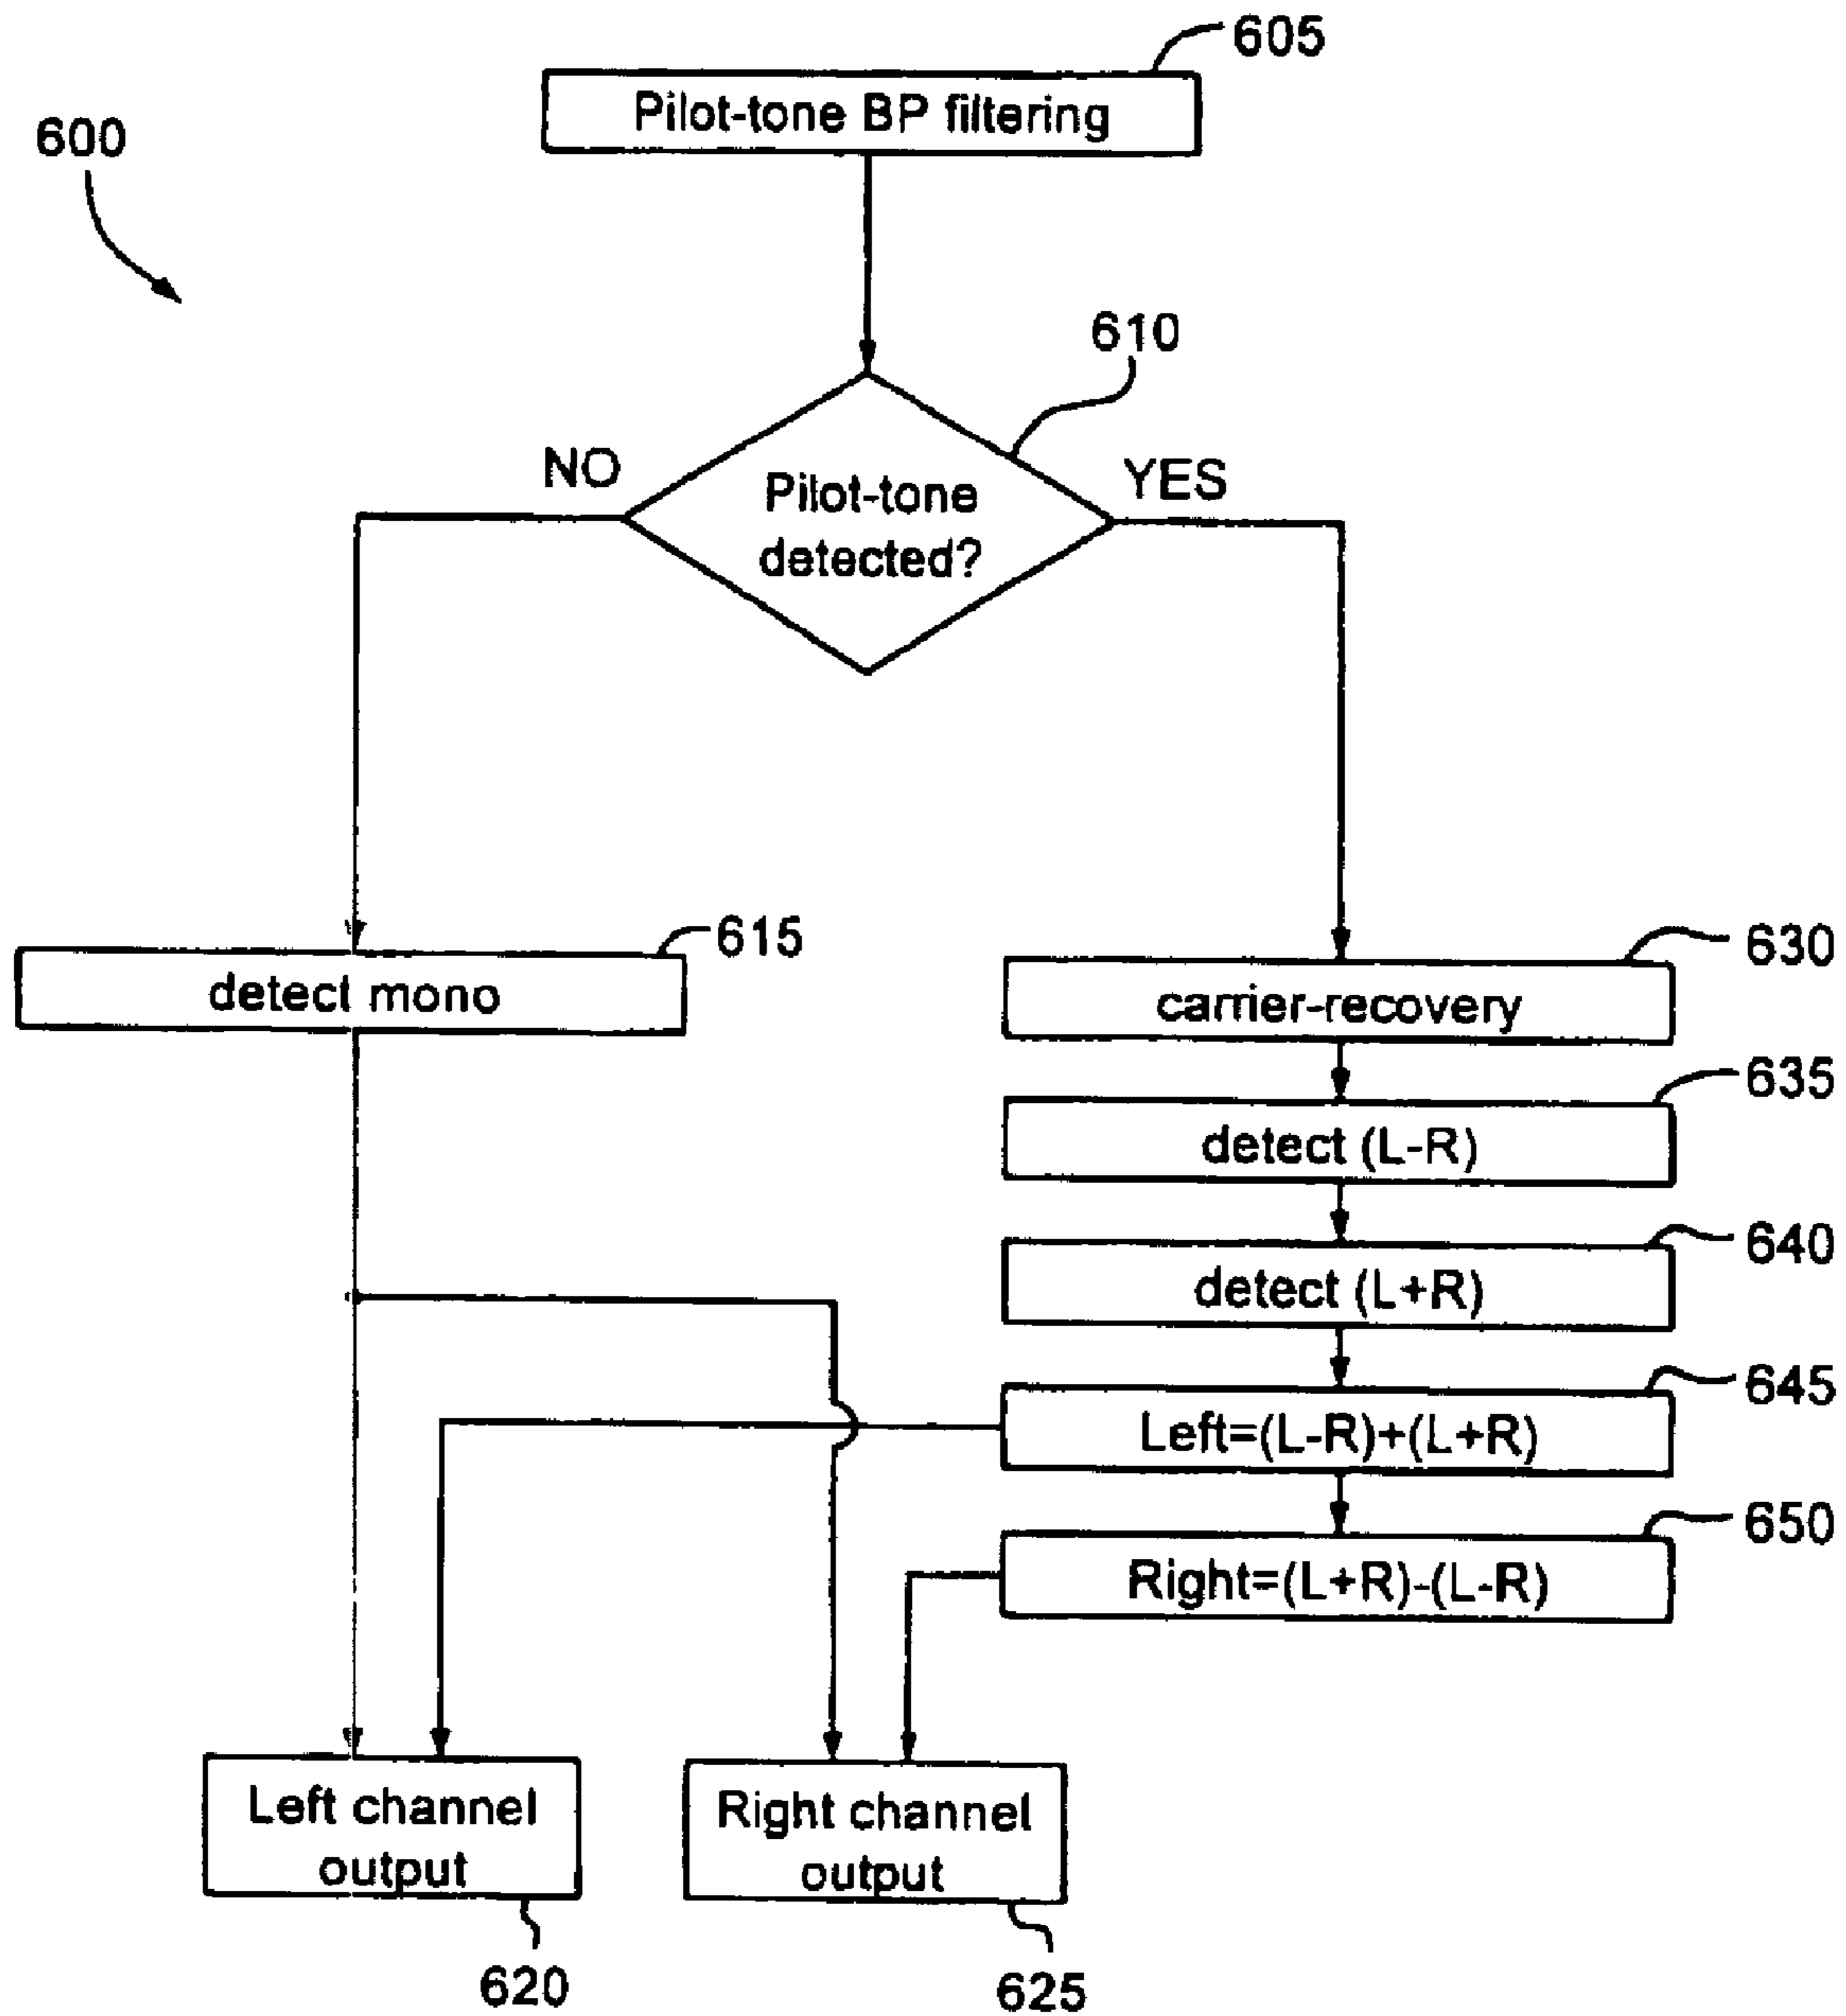 605
Pilot-tone BP filtering
600
610
NO
YES
Pilot-tone
detected?
615
detect mono
630
carrier-recovery
635
detect (L-R)
640
detect (L+R)
645
Left=(L-R)+(L+R)
650
Right=(L+R)-(L-R)
Left channel
output
Right channel
output
620
625